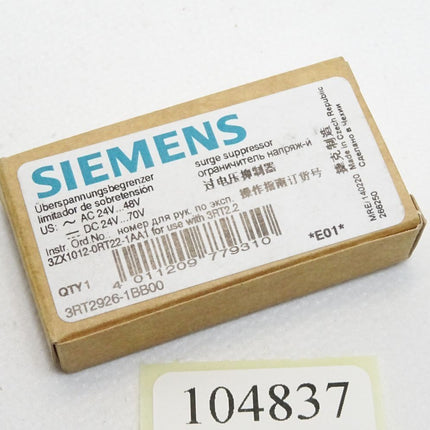 SIEMENS
Überspannungsbegrenzer
surge suppressor
limitador de sobretensión
ограничитель напряж-й
US: AC 24V.. 48V
过电压抑制器
DC 24V... 70V
Instr. Ord No.. номер для рук. по эксп.
操作指南订货号
3ZX1012-0RT22-1AA1 for use with 3RT2.2
4 011209 779310
QTY 1
*E01*
3RT2926-1BB00
捷克制造
Made in Czech Republic
Сделано в Чехии
MRE/140220
266250
104837